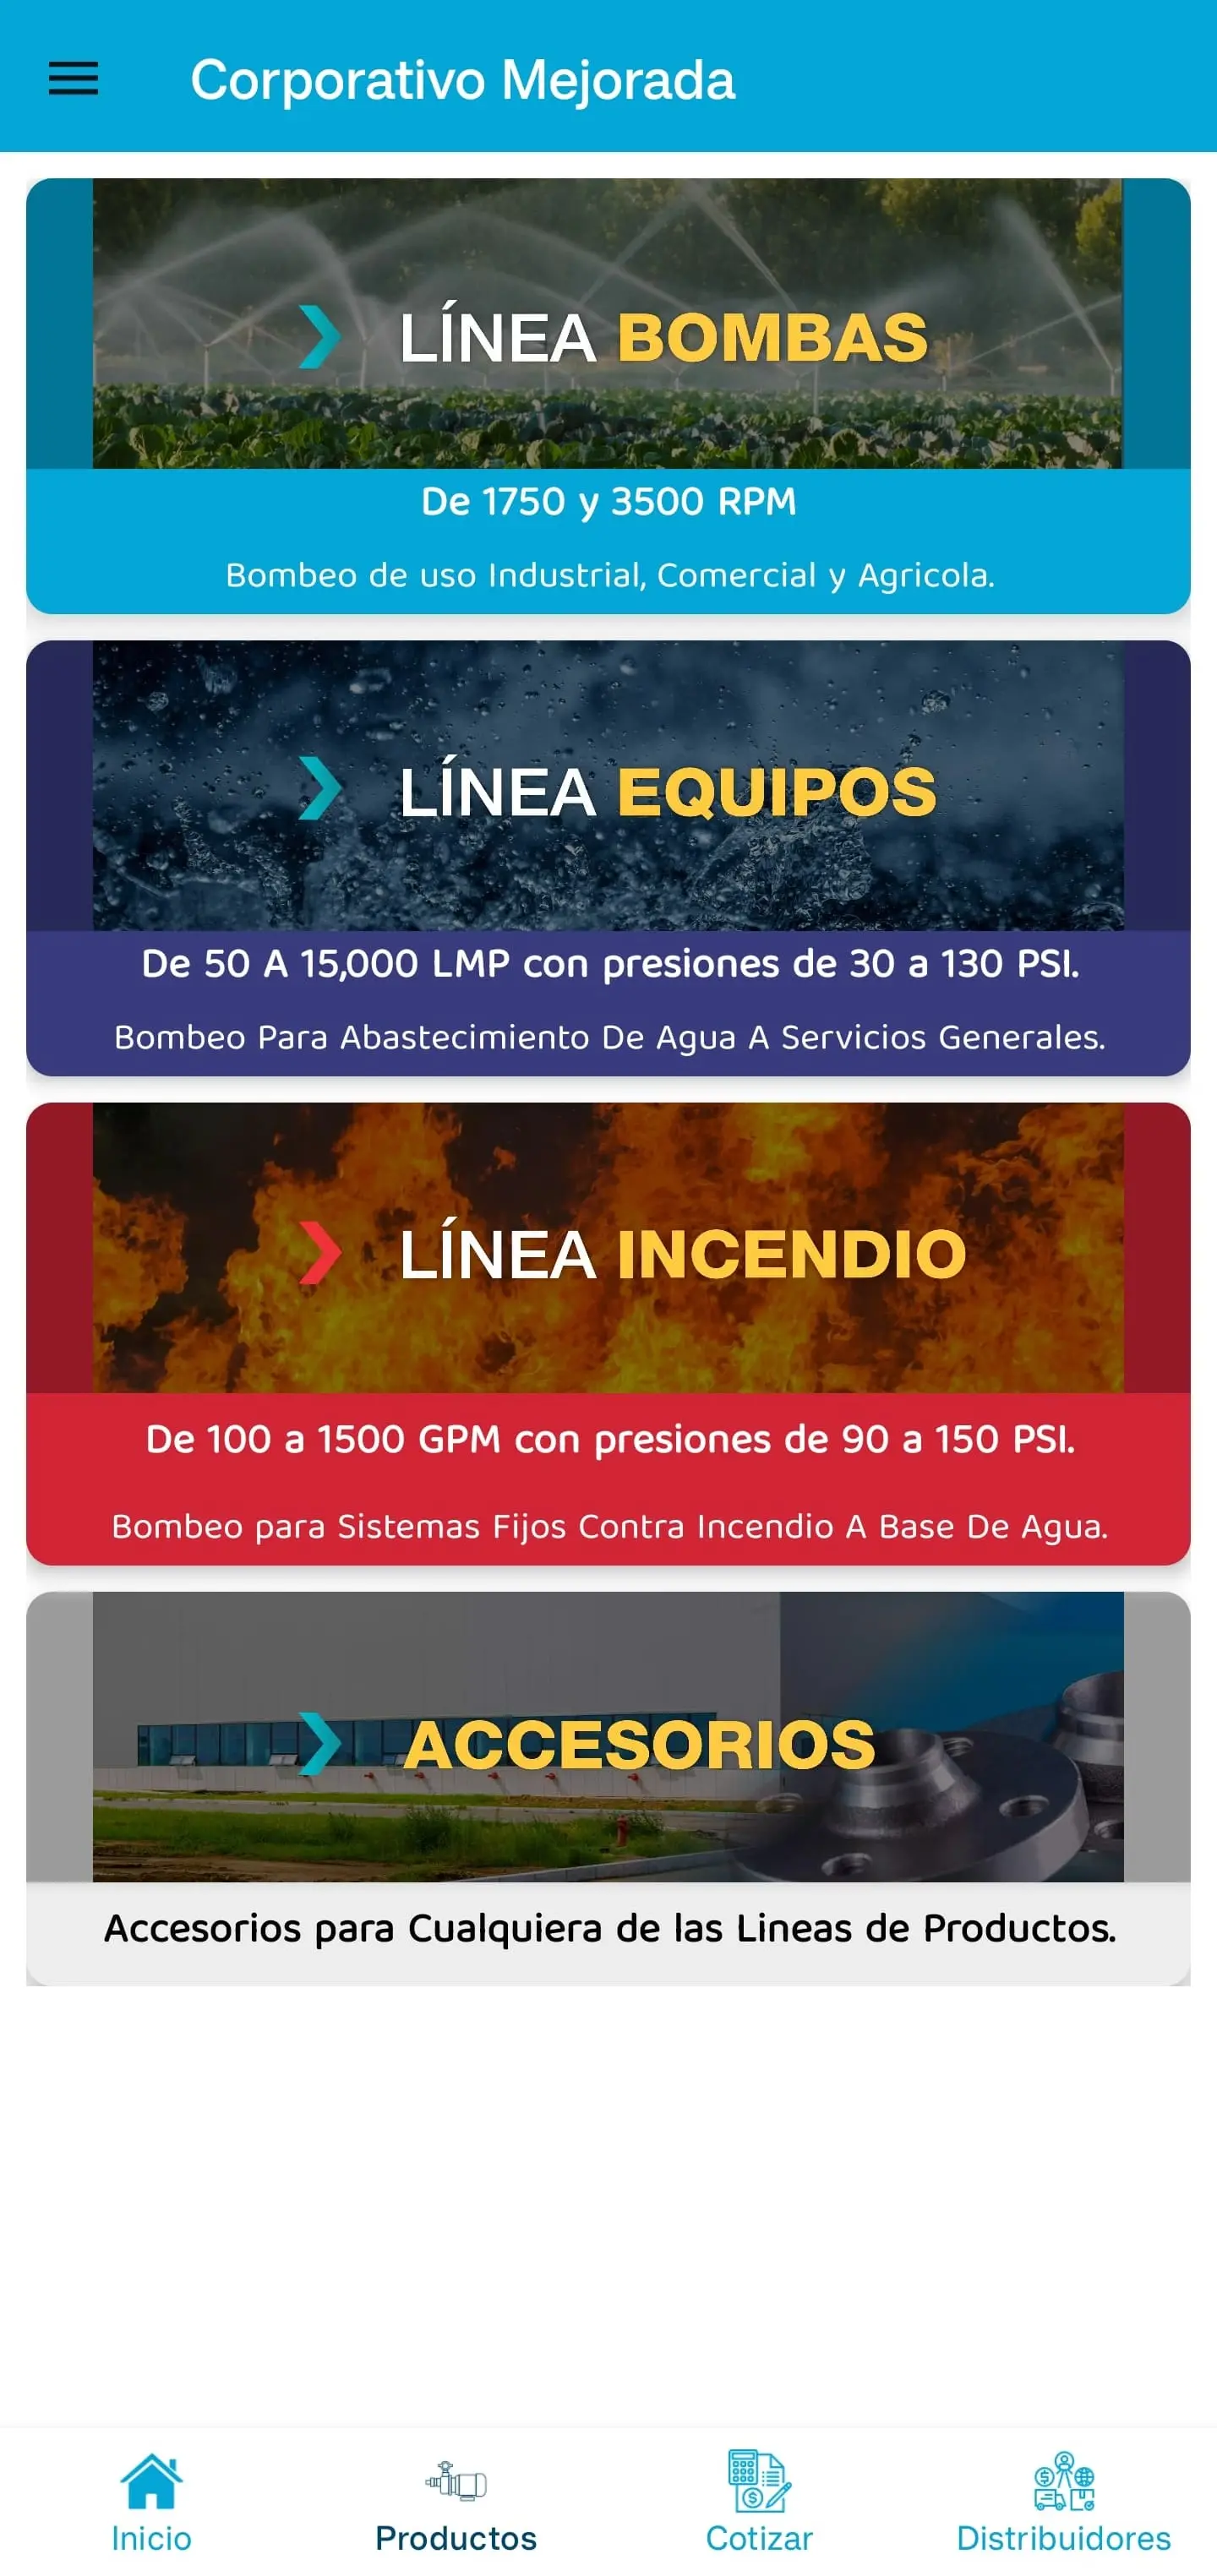 Corporativo Mejorada
LÍNEA BOMBAS
De 1750 y 3500 RPM
Bombeo de uso Industrial, Comercial y Agricola.
LÍNEA EQUIPOS
De 50 A 15,000 LMP con presiones de 30 a 130 PSI.
Bombeo Para Abastecimiento De Agua A Servicios Generales.
LÍNEA INCENDIO
De 100 a 1500 GPM con presiones de 90 a 150 PSI.
Bombeo para Sistemas Fijos Contra Incendio A Base De Agua.
ACCESORIOS
Accesorios para Cualquiera de las Lineas de Productos.
Inicio
Productos
Cotizar
Distribuidores